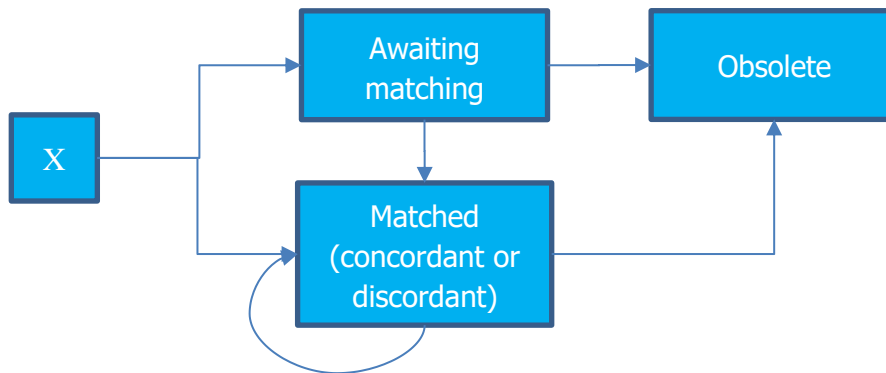 Awaiting
matching
Obsolete
X
Matched
(concordant or
discordant)